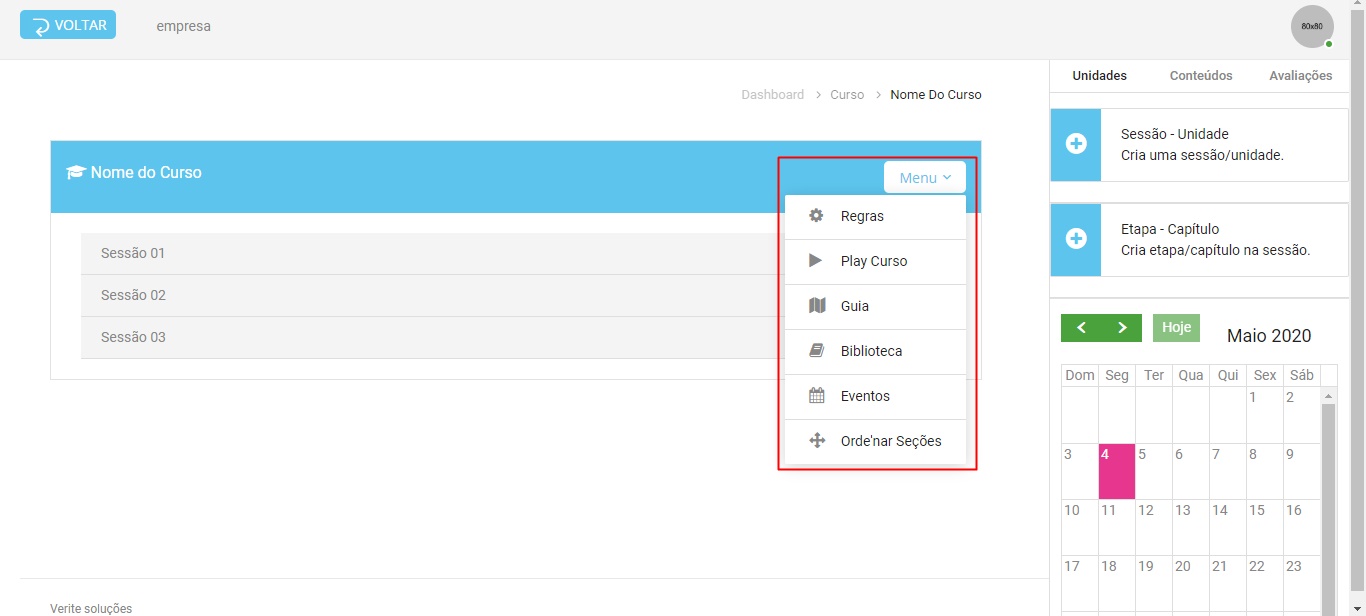 VOLTAR
empresa
80x80
Dashboard > Curso > Nome Do Curso
Nome do Curso
Menu
Regras
Play Curso
Guia
Biblioteca
Eventos
Orde'nar Seções
Sessão 01
Sessão 02
Sessão 03
Verite soluções
Unidades Conteúdos Avaliações
Sessão - Unidade
Cria uma sessão/unidade.
Etapa - Capítulo
Cria etapa/capítulo na sessão.
Hoje
Maio 2020
Dom Seg Ter Qua Qui Sex Sáb
1 2
3 4 5 6 7 8 9
10 11 12 13 14 15 16
17 18 19 20 21 22 23